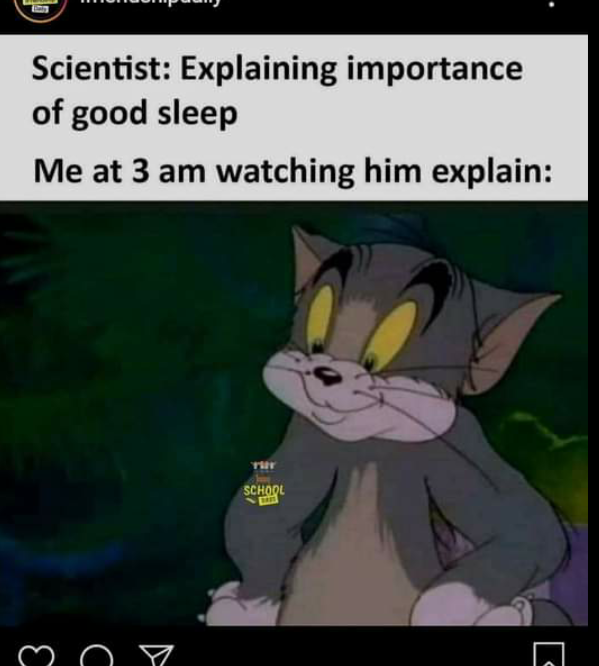 Scientist: Explaining importance
of good sleep
Me at 3 am watching him explain:
SCHOOL